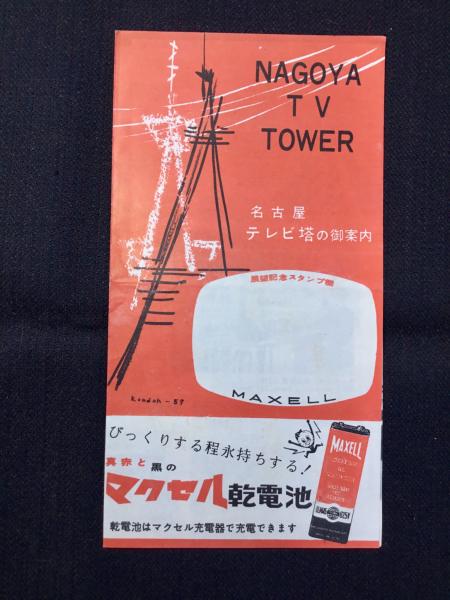 NAGOYA
TV
TOWER
名古屋
テレビ塔の御案内
展望記念スタンプ欄
MAXELL
Kondoh-59
びっくりする程永持ちする!
真赤と黒の
マクセル乾電池
乾電池はマクセル充電器で充電できます
MAXELL